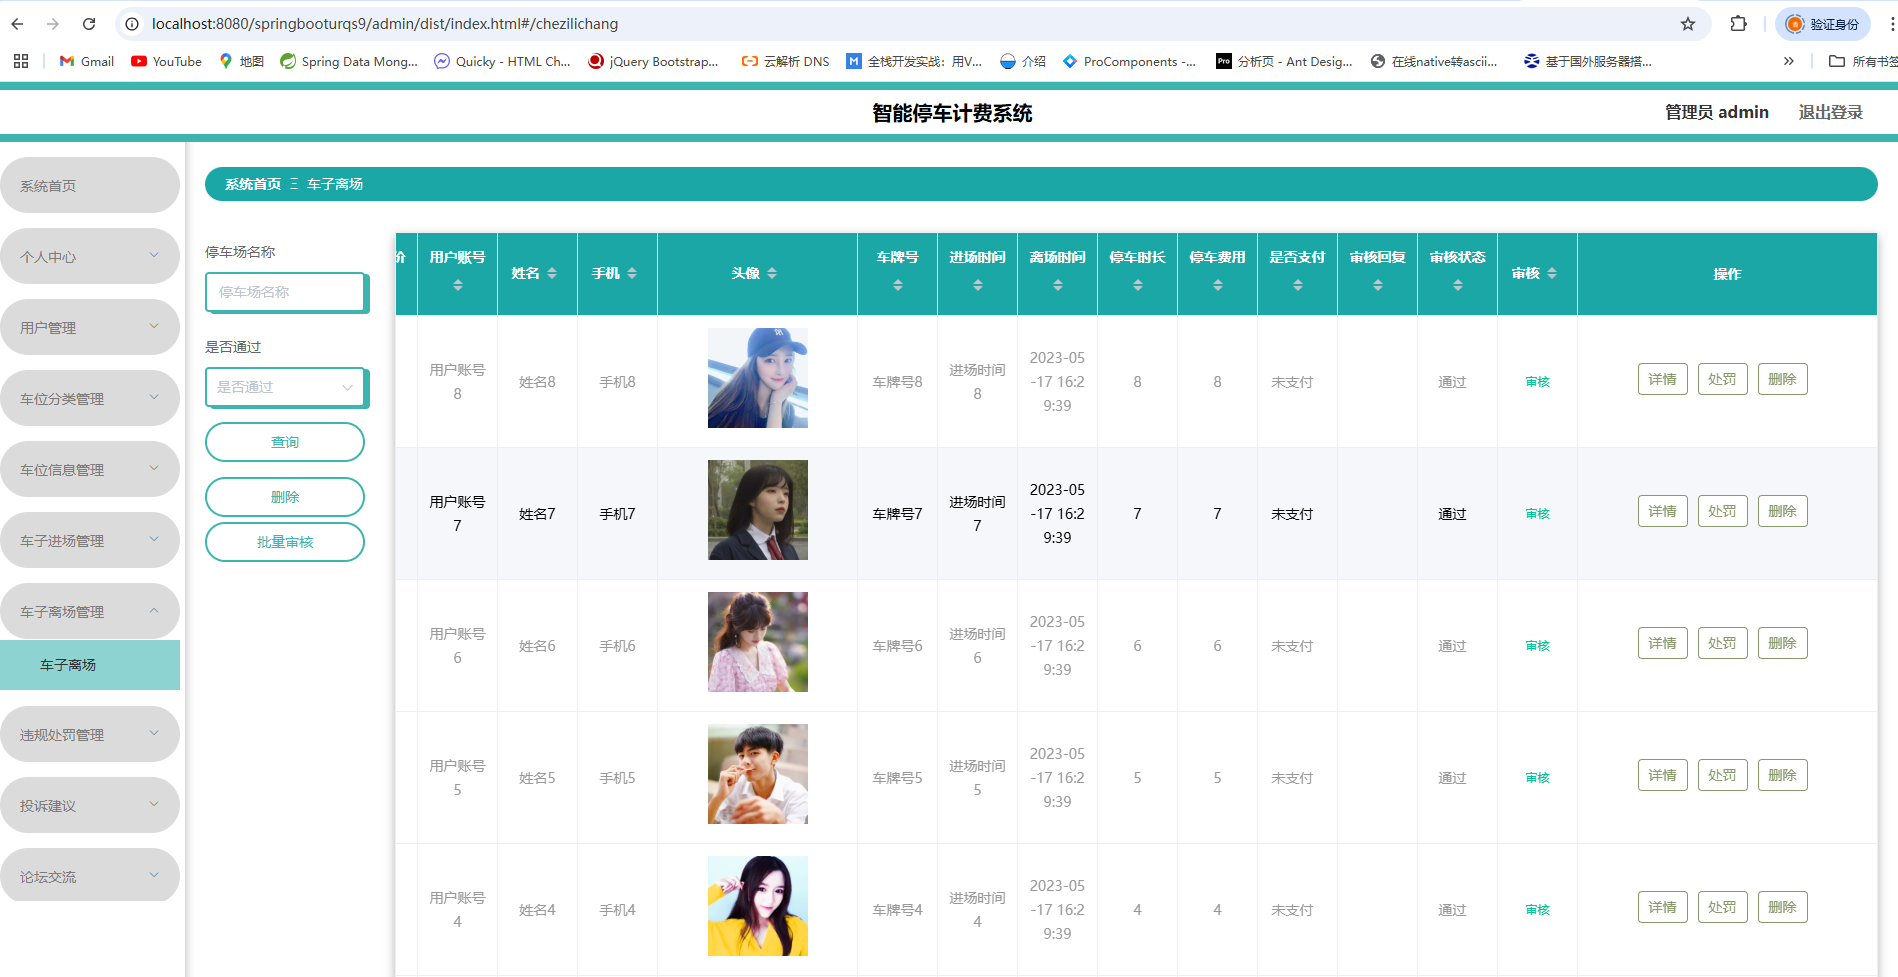 localhost:8080/springbooturqs9/admin/dist/index.html#/chezilichang
验证身份
Gmail YouTube 地图 Spring Data Mong... Quicky - HTML Ch... jQuery Bootstrap... 云解析 DNS 全栈开发实战：用V... 介绍 ProComponents -... 分析页 - Ant Desig... 在线native转ascii... 基于国外服务器搭... » 所有书签
智能停车计费系统
管理员 admin 退出登录
系统首页
个人中心
用户管理
车位分类管理
车位信息管理
车子进场管理
车子离场管理
车子离场
违规处罚管理
投诉建议
论坛交流
系统首页 Ξ 车子离场
停车场名称
停车场名称
是否通过
是否通过
查询
删除
批量审核
价 用户账号 姓名 手机 头像 车牌号 进场时间 离场时间 停车时长 停车费用 是否支付 审核回复 审核状态 审核 操作
用户账号8 姓名8 手机8 车牌号8 进场时间8 2023-05-17 16:29:39 8 8 未支付 通过 审核 详情 处罚 删除
用户账号7 姓名7 手机7 车牌号7 进场时间7 2023-05-17 16:29:39 7 7 未支付 通过 审核 详情 处罚 删除
用户账号6 姓名6 手机6 车牌号6 进场时间6 2023-05-17 16:29:39 6 6 未支付 通过 审核 详情 处罚 删除
用户账号5 姓名5 手机5 车牌号5 进场时间5 2023-05-17 16:29:39 5 5 未支付 通过 审核 详情 处罚 删除
用户账号4 姓名4 手机4 车牌号4 进场时间4 2023-05-17 16:29:39 4 4 未支付 通过 审核 详情 处罚 删除